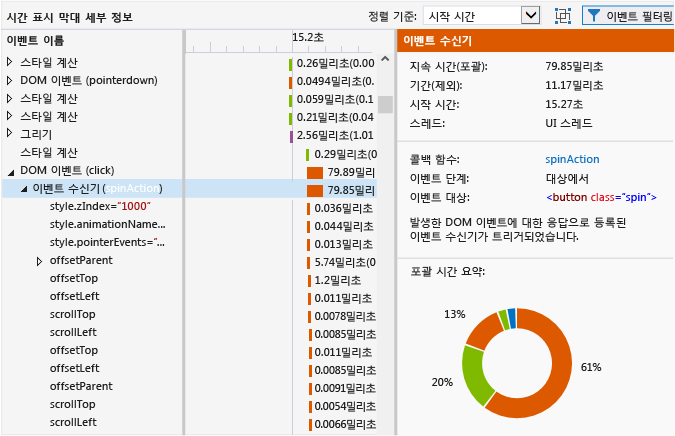 시간 표시 막대 세부 정보
정렬 기준: 시작 시간
이벤트 필터링
이벤트 이름
15.2초
스타일 계산 0.26밀리초(0.00
DOM 이벤트 (pointerdown) 0.0494밀리초(0.
스타일 계산 0.059밀리초(0.1
스타일 계산 0.21밀리초(0.04
그리기 2.56밀리초(1.01
스타일 계산 0.29밀리초(0
DOM 이벤트 (click) 79.89밀리
이벤트 수신기 (spinAction) 79.85밀리
style.zIndex="1000" 0.036밀리초
style.animationName... 0.044밀리초
style.pointerEvents="... 0.013밀리초
offsetParent 5.74밀리초(0
offsetTop 1.2밀리초
offsetLeft 0.011밀리초
scrollTop 0.0078밀리초
scrollLeft 0.0085밀리초
offsetTop 0.011밀리초
offsetLeft 0.0085밀리초
offsetParent 0.0091밀리초
scrollTop 0.0054밀리초
scrollLeft 0.0066밀리초
이벤트 수신기
지속 시간(포괄): 79.85밀리초
기간(제외): 11.17밀리초
시작 시간: 15.27초
스레드: UI 스레드
콜백 함수: spinAction
이벤트 단계: 대상에서
이벤트 대상: <button class="spin">
발생한 DOM 이벤트에 대한 응답으로 등록된
이벤트 수신기가 트리거되었습니다.
포괄 시간 요약:
13%
61%
20%